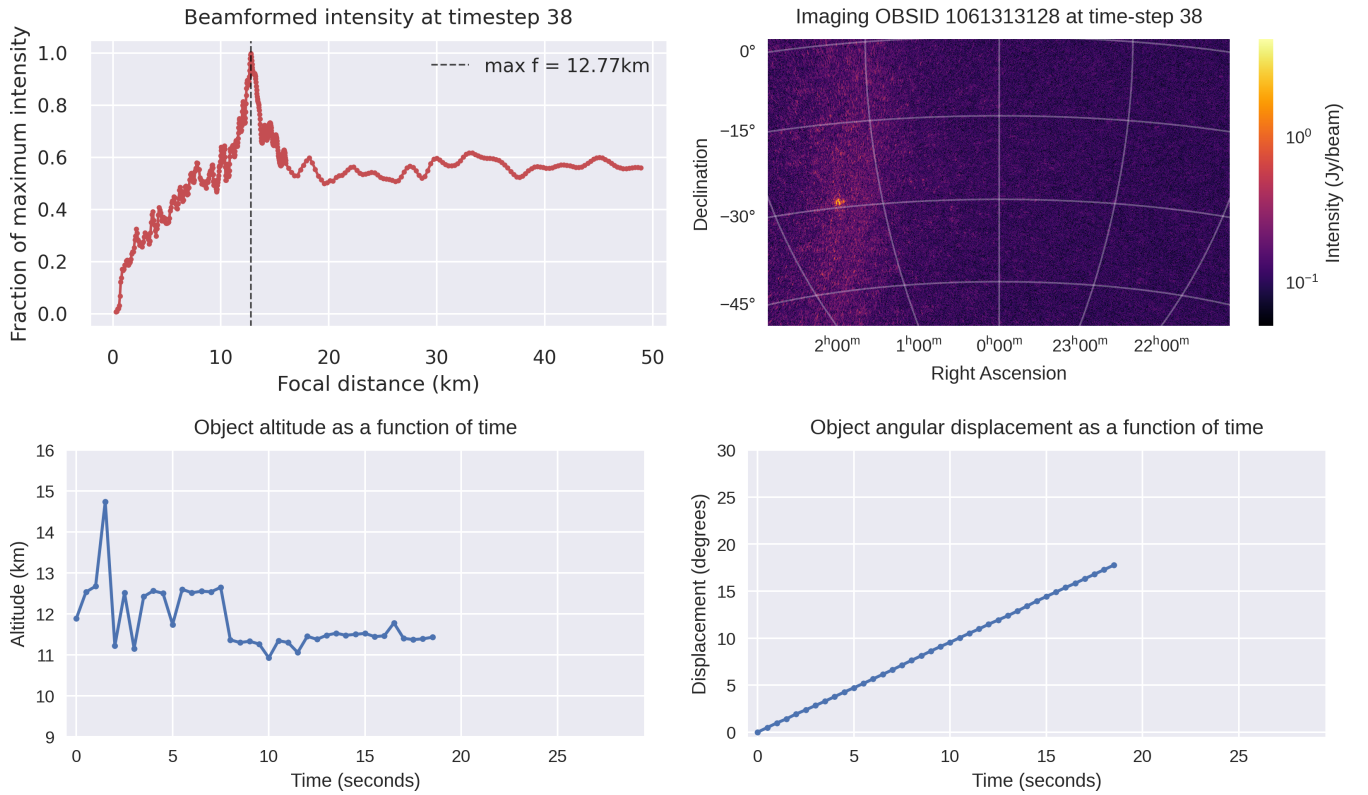 Beamformed intensity at timestep 38
Fraction of maximum intensity
1.0
0.8
0.6
0.4
0.2
0.0
max f = 12.77km
0 10 20 30 40 50
Focal distance (km)
Imaging OBSID 1061313128 at time-step 38
Declination
0°
−15°
−30°
−45°
2ʰ00ᵐ 1ʰ00ᵐ 0ʰ00ᵐ 23ʰ00ᵐ 22ʰ00ᵐ
Right Ascension
10⁰
10⁻¹
Intensity (Jy/beam)
Object altitude as a function of time
Altitude (km)
16
15
14
13
12
11
10
9
0 5 10 15 20 25
Time (seconds)
Object angular displacement as a function of time
Displacement (degrees)
30
25
20
15
10
5
0
0 5 10 15 20 25
Time (seconds)